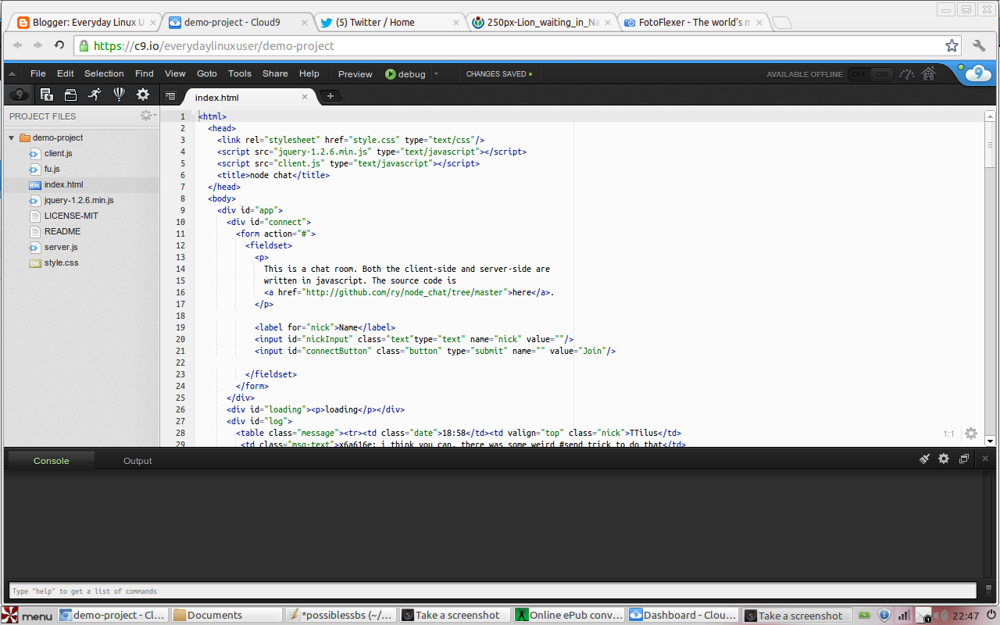 Blogger: Everyday Linux U
demo-project - Cloud9
(5) Twitter / Home
250px-Lion_waiting_in_Na
FotoFlexer - The world's m
https://c9.io/everydaylinuxuser/demo-project
File Edit Selection Find View Goto Tools Share Help Preview debug CHANGES SAVED AVAILABLE OFFLINE OFF ON
index.html
PROJECT FILES
demo-project
client.js
fu.js
index.html
jquery-1.2.6.min.js
LICENSE-MIT
README
server.js
style.css
1 <html>
2 <head>
3 <link rel="stylesheet" href="style.css" type="text/css"/>
4 <script src="jquery-1.2.6.min.js" type="text/javascript"></script>
5 <script src="client.js" type="text/javascript"></script>
6 <title>node chat</title>
7 </head>
8 <body>
9 <div id="app">
10 <div id="connect">
11 <form action="#">
12 <fieldset>
13 <p>
14 This is a chat room. Both the client-side and server-side are
15 written in javascript. The source code is
16 <a href="http://github.com/ry/node_chat/tree/master">here</a>.
17 </p>
18
19 <label for="nick">Name</label>
20 <input id="nickInput" class="text"type="text" name="nick" value=""/>
21 <input id="connectButton" class="button" type="submit" name="" value="Join"/>
22
23 </fieldset>
24 </form>
25 </div>
26 <div id="loading"><p>loading</p></div>
27 <div id="log">
28 <table class="message"><tr><td class="date">18:58</td><td valign="top" class="nick">TTilus</td>
29 <td class="msg-text">x6a616e: i think you can. there was some weird #send trick to do that</td>
1:1
Console Output
Type "help" to get a list of commands
menu
demo-project - Cl...
Documents
*possiblessbs (~/...
Take a screenshot
Online ePub conv...
Dashboard - Clou...
Take a screenshot
1
22:47